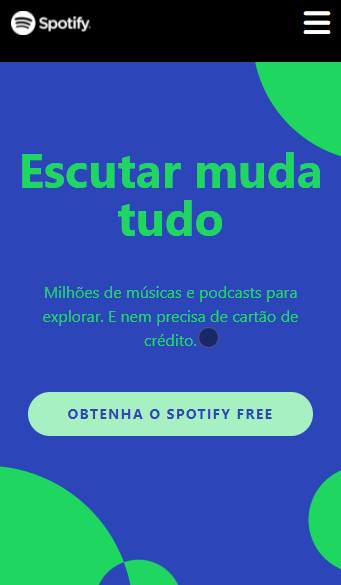 Spotify
Escutar muda
tudo
Milhões de músicas e podcasts para
explorar. E nem precisa de cartão de
crédito.
OBTENHA O SPOTIFY FREE